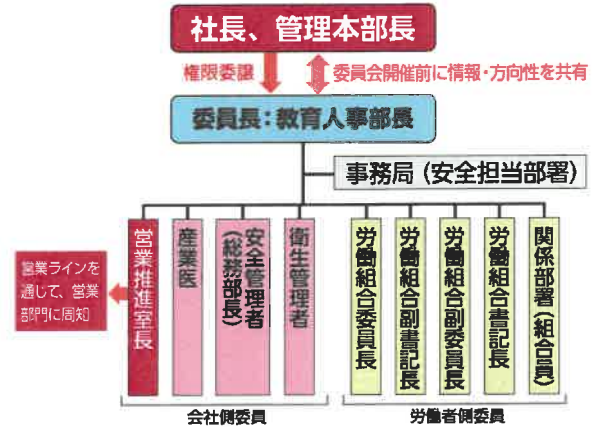 社長、管理本部長
権限委譲
委員会開催前に情報・方向性を共有
委員長：教育人事部長
事務局（安全担当部署）
営業ラインを
通して、営業
部門に周知
営業推進室長
産業医
安全管理者
（総務部長）
衛生管理者
労働組合委員長
労働組合副書記長
労働組合副委員長
労働組合書記長
関係部署（組合員）
会社側委員
労働者側委員